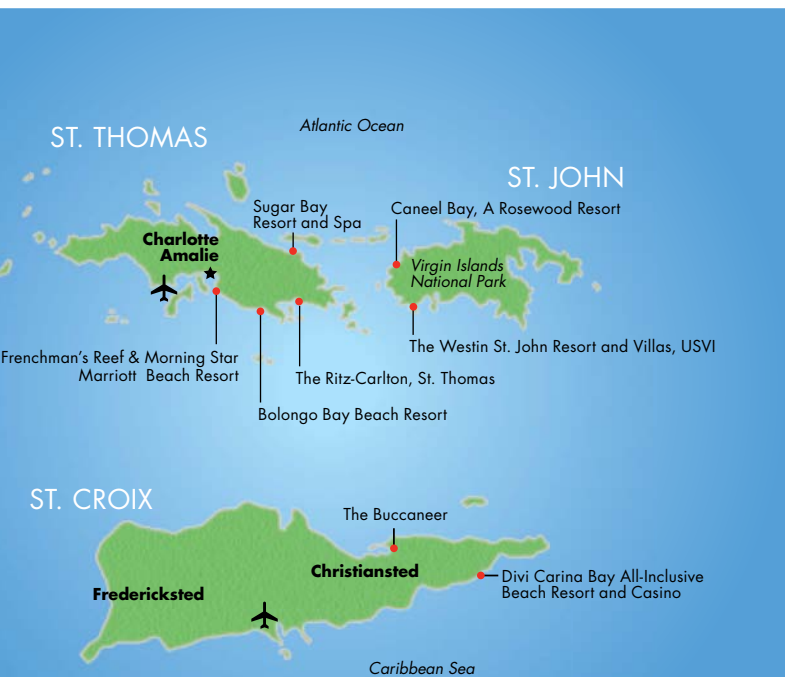 Atlantic Ocean
ST. THOMAS
ST. JOHN
Sugar Bay
Resort and Spa
Caneel Bay, A Rosewood Resort
Charlotte
Amalie
Virgin Islands
National Park
Frenchman's Reef & Morning Star
Marriott Beach Resort
The Westin St. John Resort and Villas, USVI
The Ritz-Carlton, St. Thomas
Bolongo Bay Beach Resort
ST. CROIX
The Buccaneer
Christiansted
Fredericksted
Divi Carina Bay All-Inclusive
Beach Resort and Casino
Caribbean Sea